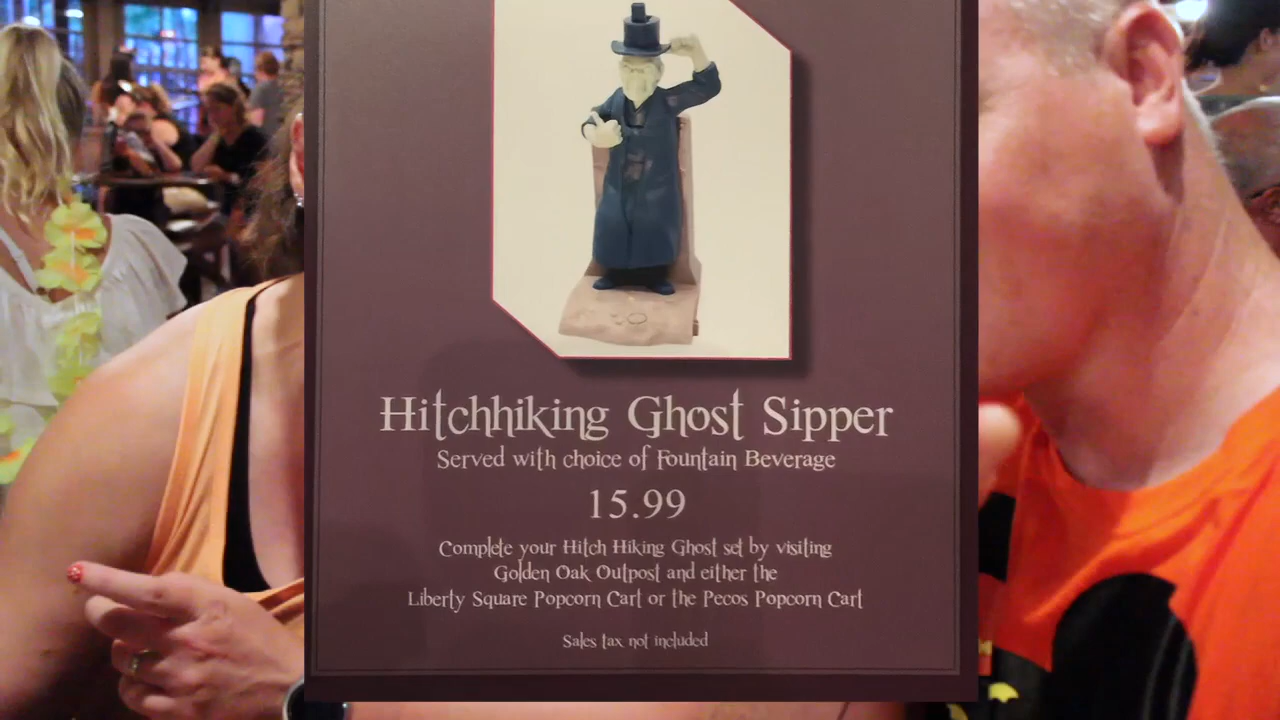 Hitchhiking Ghost Sipper
Served with choice of Fountain Beverage
15.99
Complete your Hitch Hiking Ghost set by visiting
Golden Oak Outpost and either the
Liberty Square Popcorn Cart or the Pecos Popcorn Cart
Sales tax not included